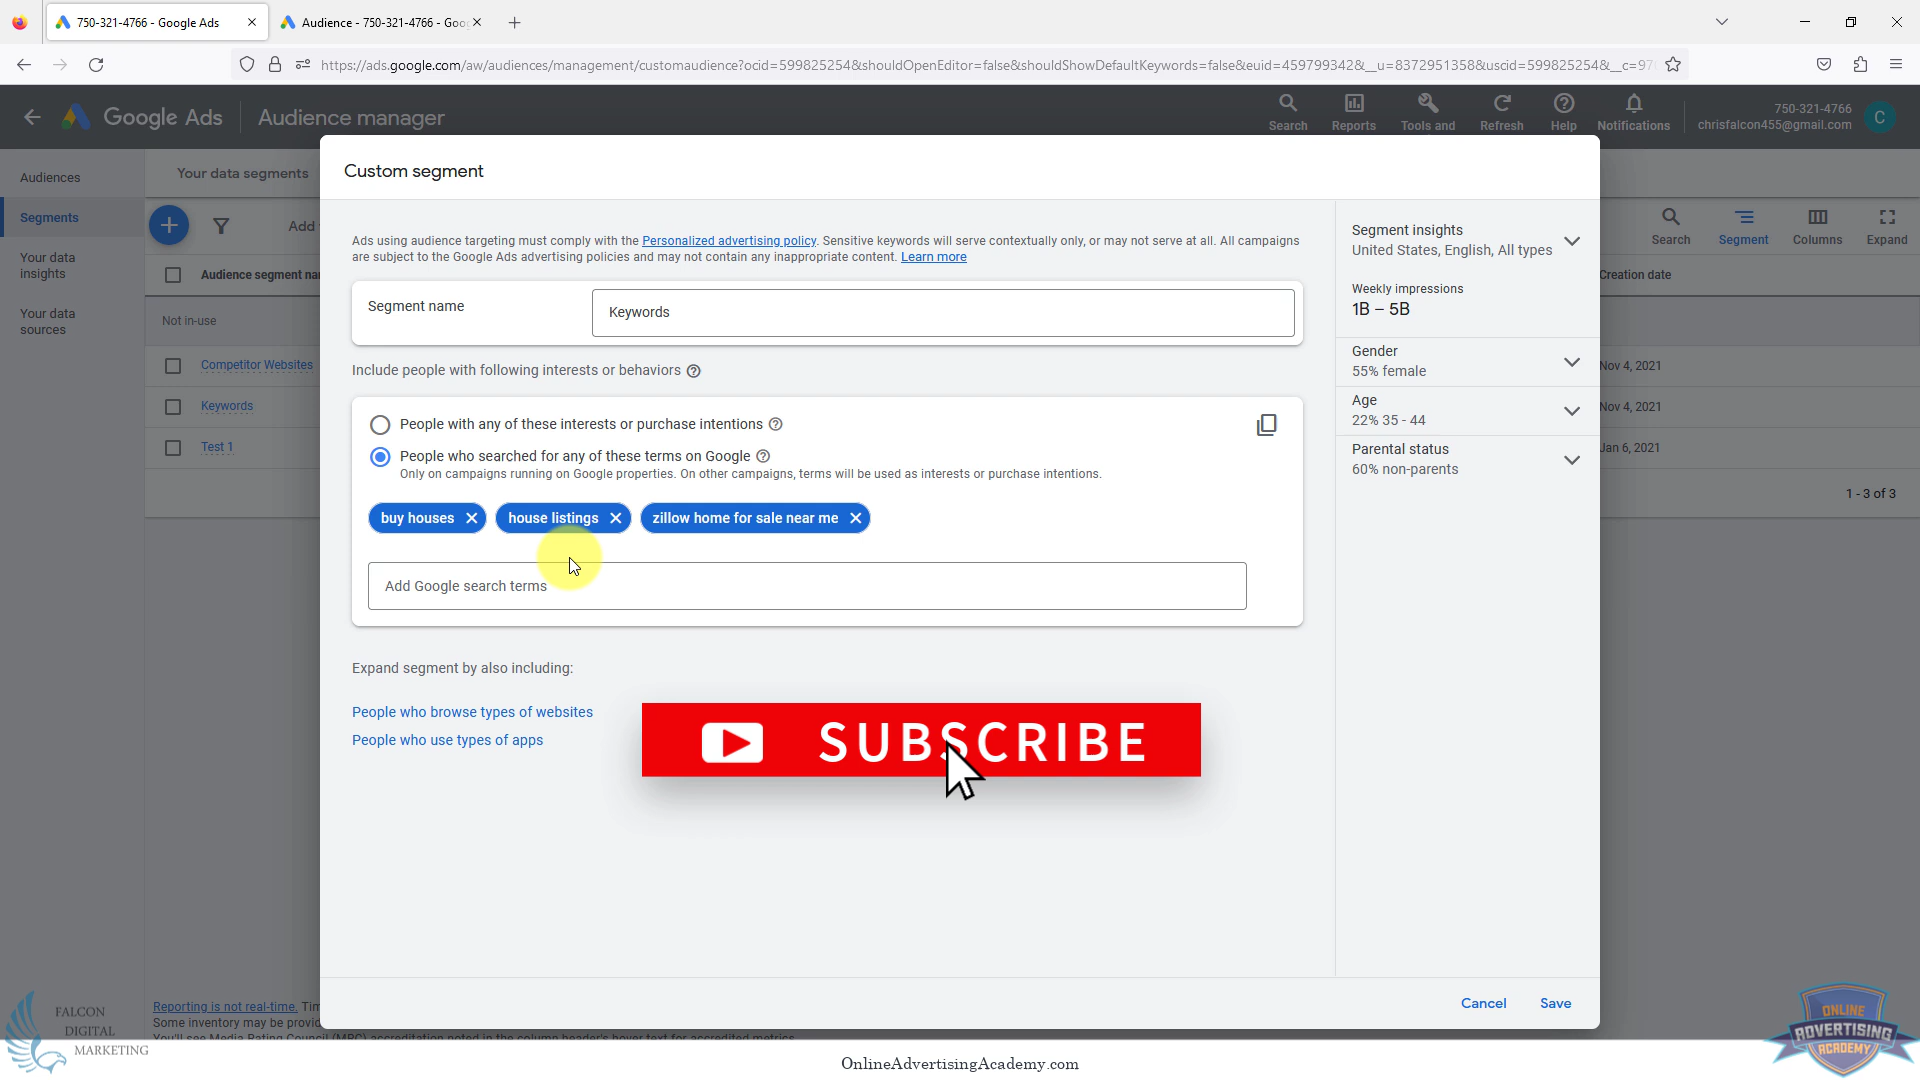 750-321-4766 - Google Ads
Audience - 750-321-4766 - Goo
https://ads.google.com/aw/audiences/management/customaudience?ocid=599825254&shouldOpenEditor=false&shouldShowDefaultKeywords=false&euid=459799342&__u=8372951358&uscid=599825254&__c=97
Google Ads
Audience manager
Search
Reports
Tools and
Refresh
Help
Notifications
750-321-4766
chrisfalcon455@gmail.com
C
Audiences
Segments
Your data
insights
Your data
sources
Your data segments
Add
Search
Segment
Columns
Expand
Audience segment na
Creation date
Not in-use
Competitor Websites
Nov 4, 2021
Keywords
Nov 4, 2021
Test 1
Jan 6, 2021
1 - 3 of 3
Custom segment
Ads using audience targeting must comply with the Personalized advertising policy. Sensitive keywords will serve contextually only, or may not serve at all. All campaigns
are subject to the Google Ads advertising policies and may not contain any inappropriate content. Learn more
Segment name
Keywords
Include people with following interests or behaviors
People with any of these interests or purchase intentions
People who searched for any of these terms on Google
Only on campaigns running on Google properties. On other campaigns, terms will be used as interests or purchase intentions.
buy houses
house listings
zillow home for sale near me
Add Google search terms
Expand segment by also including:
People who browse types of websites
People who use types of apps
SUBSCRIBE
Segment insights
United States, English, All types
Weekly impressions
1B – 5B
Gender
55% female
Age
22% 35 - 44
Parental status
60% non-parents
Cancel
Save
Reporting is not real-time. Tim
Some inventory may be provid
You'll see Media Rating Council (MRC) accreditation noted in the column header's hover text for accredited metrics
FALCON
DIGITAL
MARKETING
OnlineAdvertisingAcademy.com
ONLINE
ADVERTISING
ACADEMY